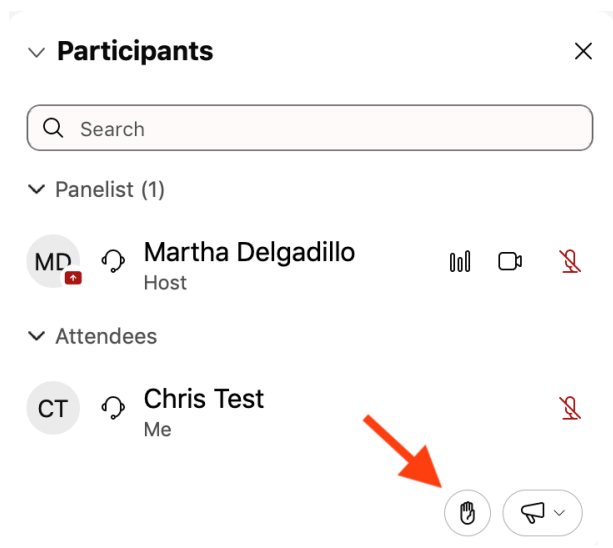 Participants
Search
Panelist (1)
MD
Martha Delgadillo
Host
Attendees
CT
Chris Test
Me